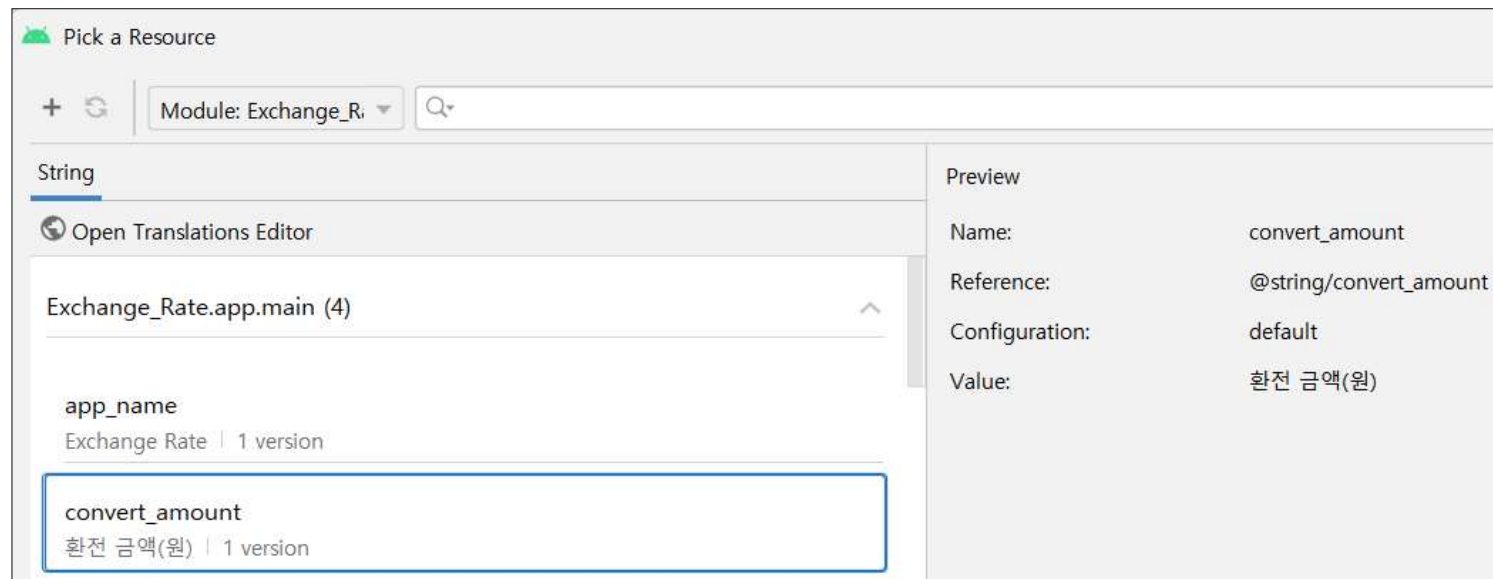 Pick a Resource
Module: Exchange_R
String
Open Translations Editor
Exchange_Rate.app.main (4)
app_name
Exchange Rate | 1 version
convert_amount
환전 금액(원) | 1 version
Preview
Name: convert_amount
Reference: @string/convert_amount
Configuration: default
Value: 환전 금액(원)